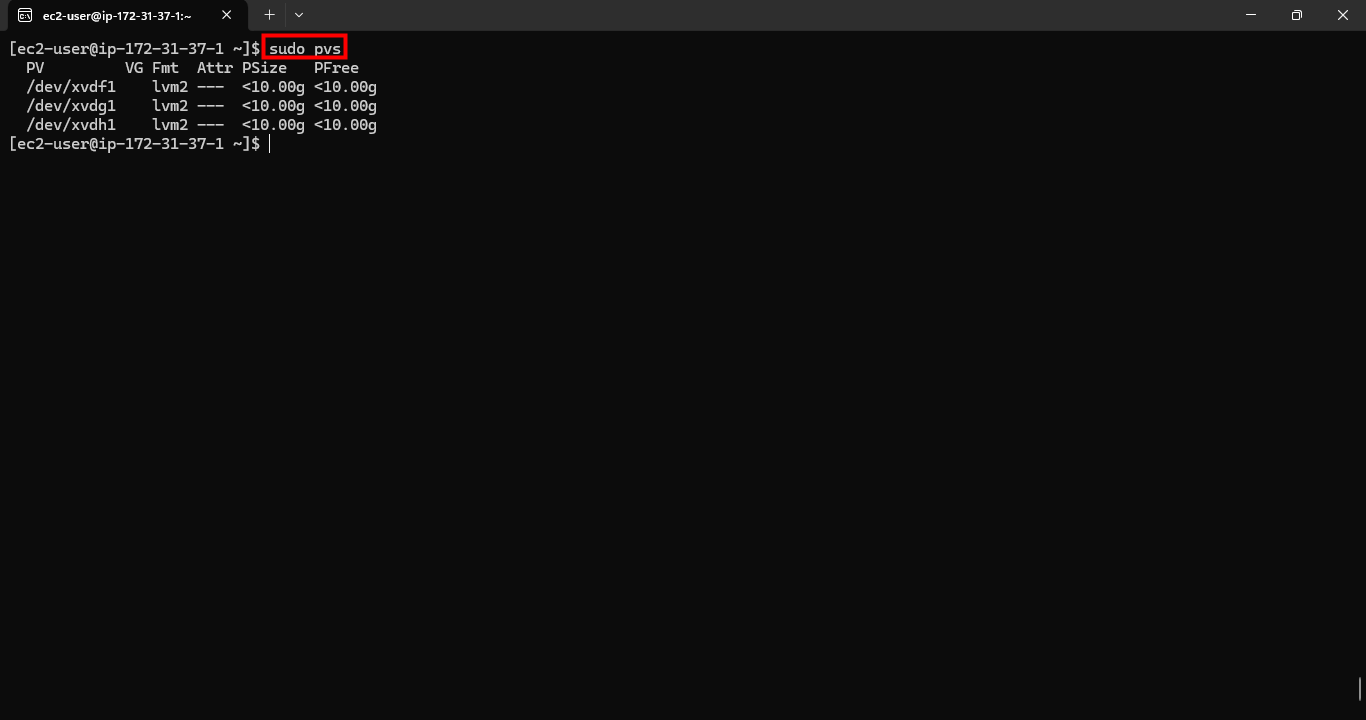 ec2-user@ip-172-31-37-1:~
[ec2-user@ip-172-31-37-1 ~]$ sudo pvs
  PV         VG Fmt  Attr PSize   PFree
  /dev/xvdf1    lvm2 ---  <10.00g <10.00g
  /dev/xvdg1    lvm2 ---  <10.00g <10.00g
  /dev/xvdh1    lvm2 ---  <10.00g <10.00g
[ec2-user@ip-172-31-37-1 ~]$